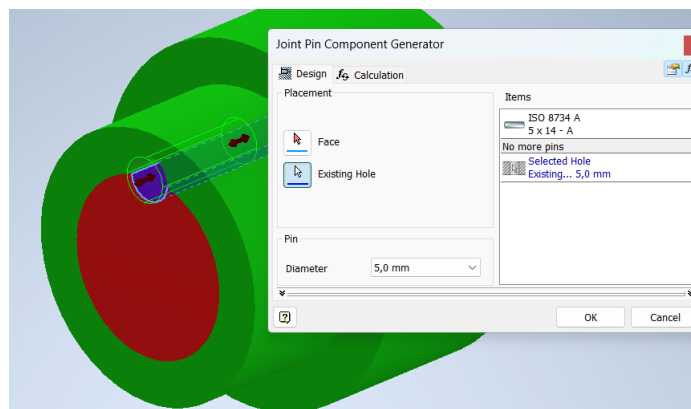 Joint Pin Component Generator
Design
fG Calculation
Placement
Face
Existing Hole
Pin
Diameter
5,0 mm
Items
ISO 8734 A
5 x 14 - A
No more pins
Selected Hole
Existing... 5,0 mm
?
OK
Cancel